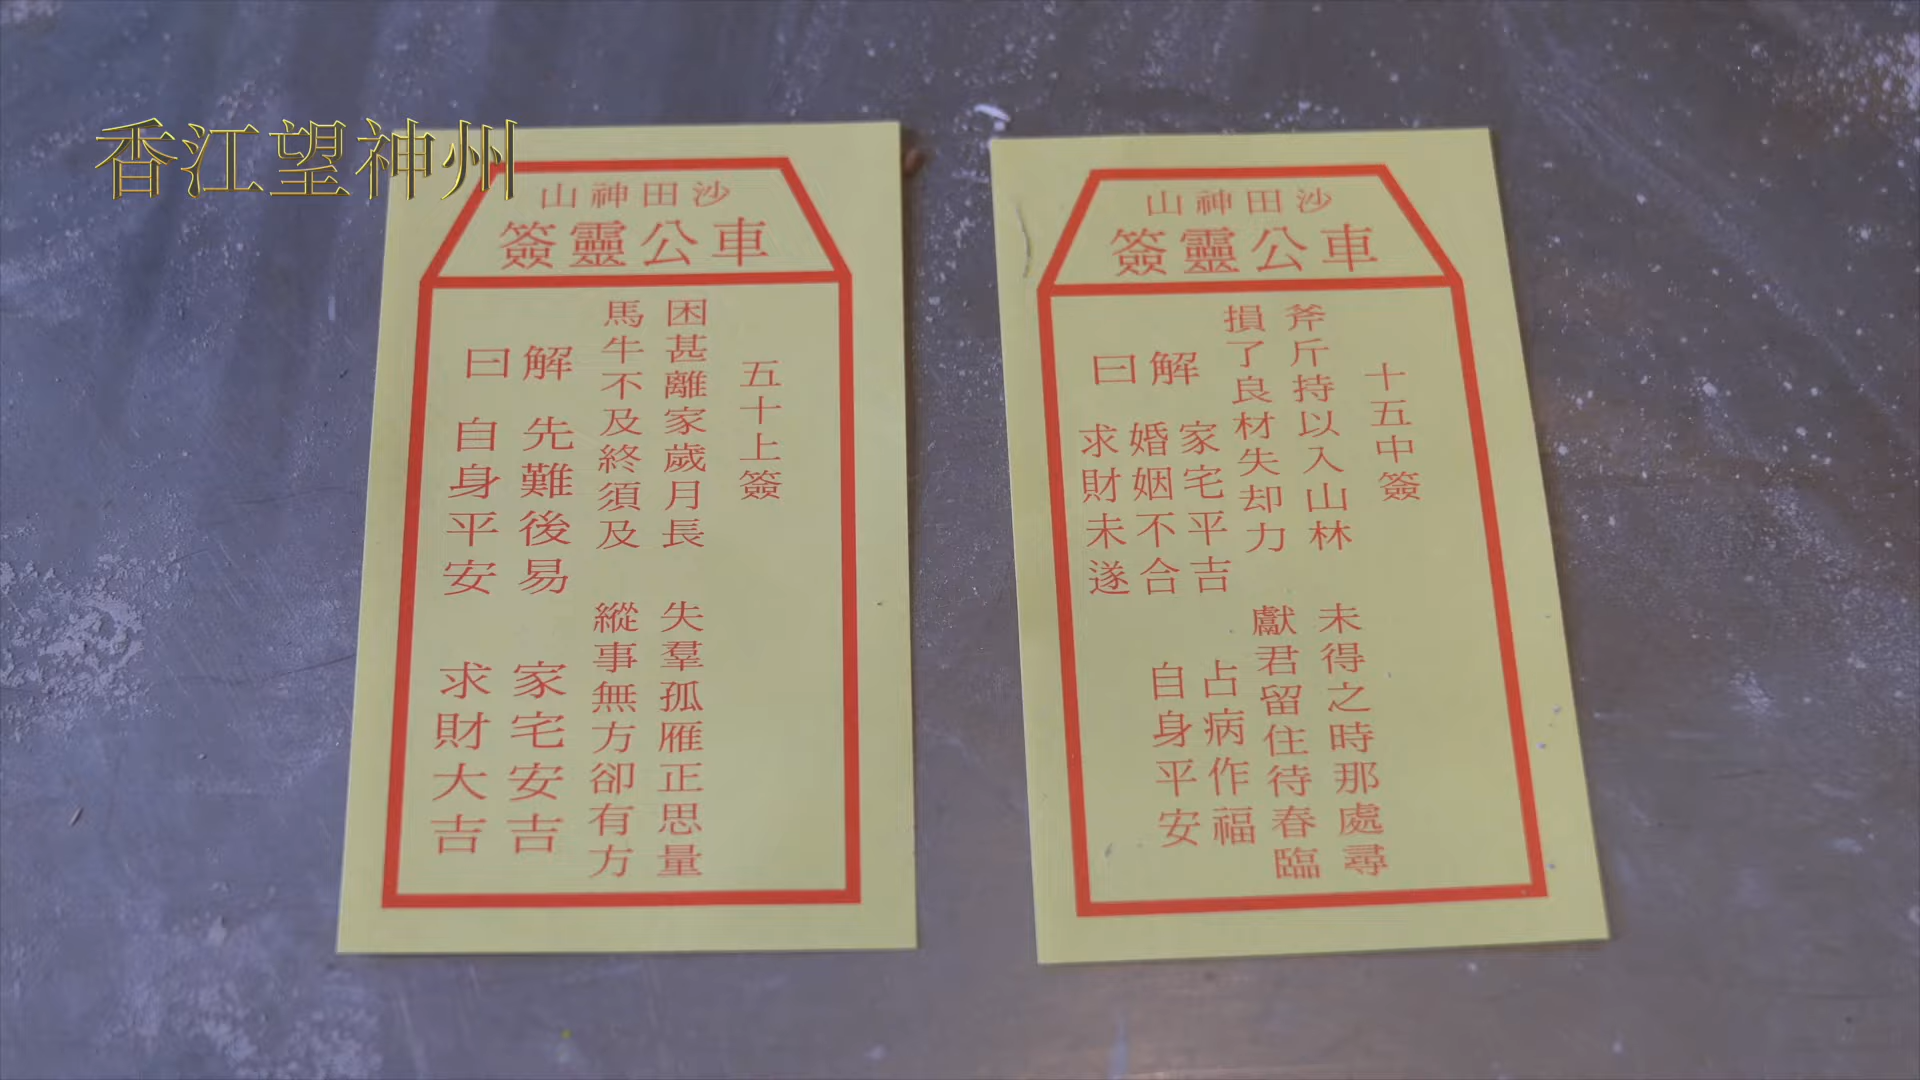 香江望神州
沙田神山
車公靈簽
五十上簽
困甚離家歲月長 失羣孤雁正思量
馬牛不及終須及 縱事無方卻有方
解曰
先難後易 家宅安吉
自身平安 求財大吉
沙田神山
車公靈簽
十五中簽
斧斤持以入山林 未得之時那處尋
損了良材失却力 獻君留住待春臨
解曰
家宅平吉 占病作福
婚姻不合 自身平安
求財未遂